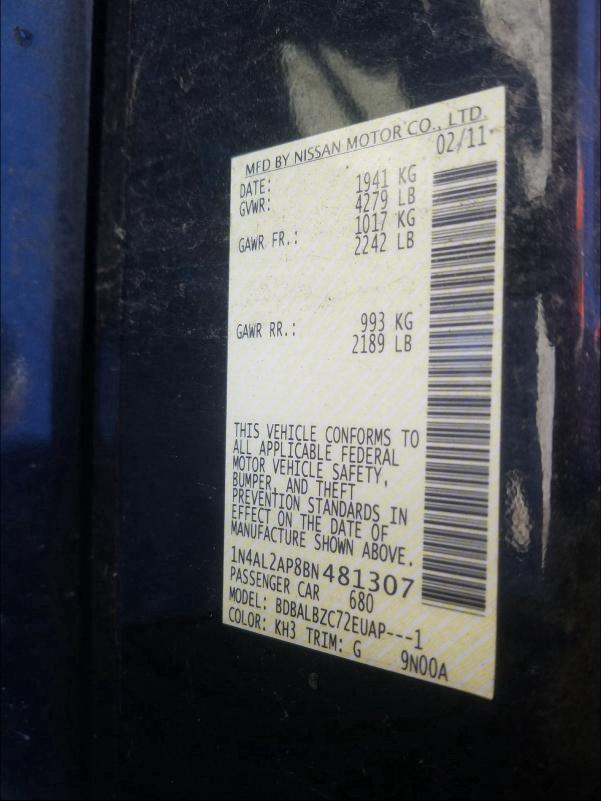 MFD BY NISSAN MOTOR CO., LTD.
DATE: 02/11
GVWR: 1941 KG
4279 LB
GAWR FR.: 1017 KG
2242 LB
GAWR RR.: 993 KG
2189 LB
THIS VEHICLE CONFORMS TO
ALL APPLICABLE FEDERAL
MOTOR VEHICLE SAFETY,
BUMPER, AND THEFT
PREVENTION STANDARDS IN
EFFECT ON THE DATE OF
MANUFACTURE SHOWN ABOVE.
1N4AL2AP8BN481307
PASSENGER CAR 680
MODEL: BDBALBZC72EUAP---1
COLOR: KH3 TRIM: G 9N00A